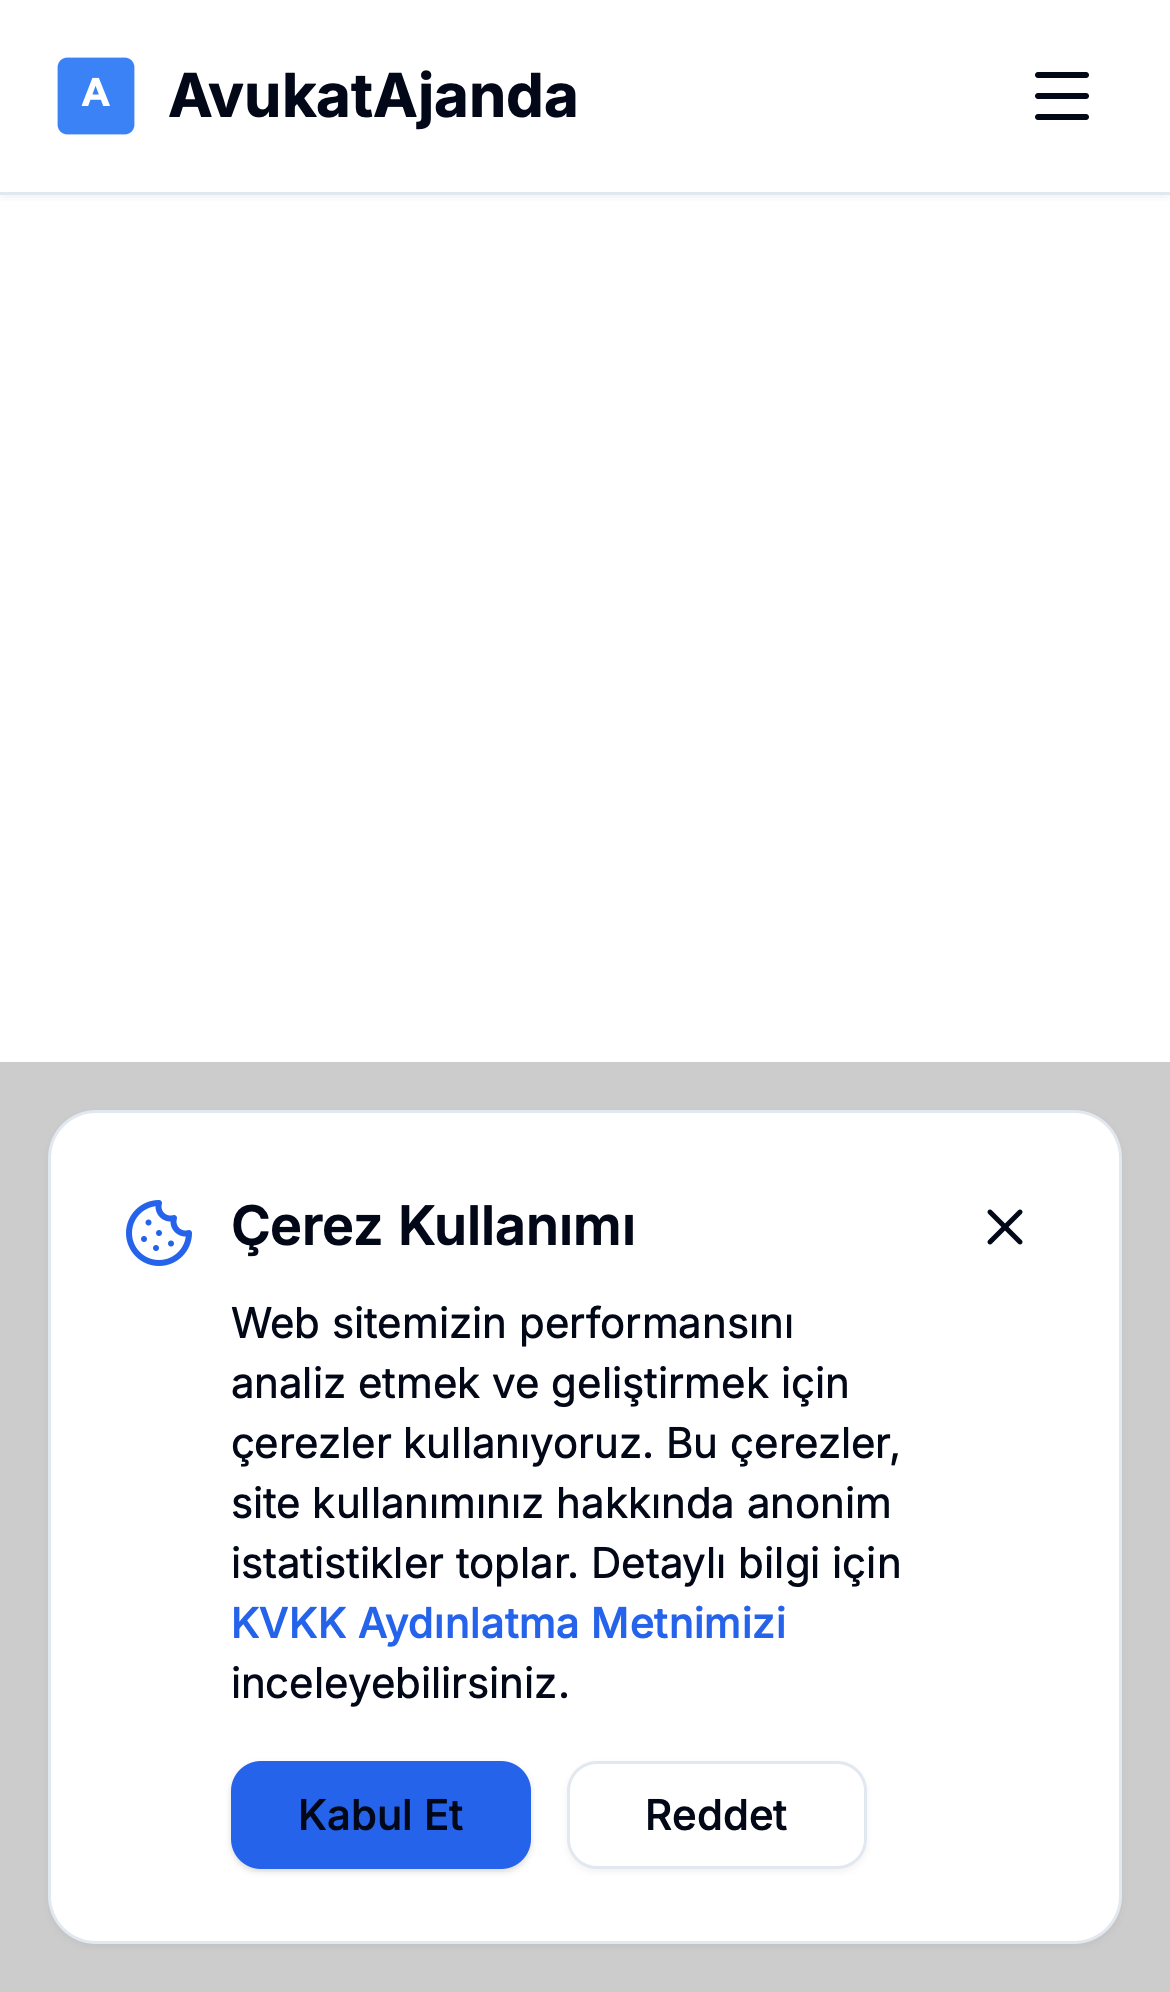 A
AvukatAjanda
Çerez Kullanımı
Web sitemizin performansını
analiz etmek ve geliştirmek için
çerezler kullanıyoruz. Bu çerezler,
site kullanımınız hakkında anonim
istatistikler toplar. Detaylı bilgi için
KVKK Aydınlatma Metnimizi
inceleyebilirsiniz.
Kabul Et
Reddet